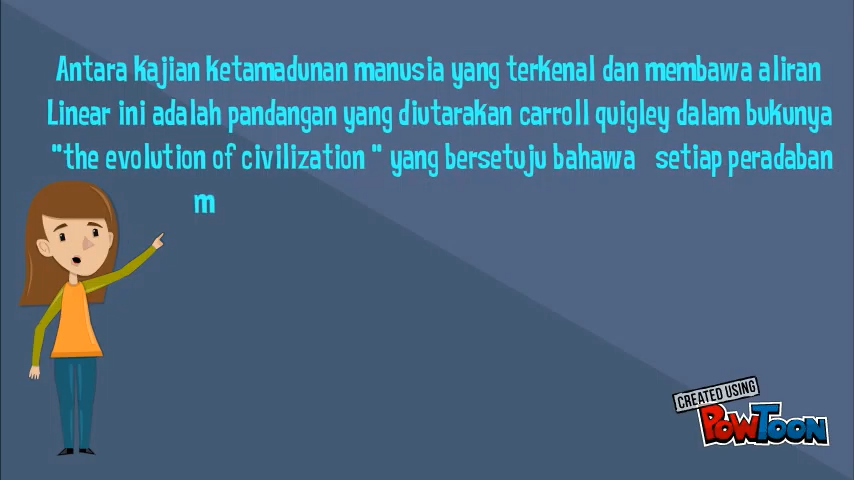 Antara kajian ketamadunan manusia yang terkenal dan membawa aliran
Linear ini adalah pandangan yang diutarakan carroll quigley dalam bukunya
"the evolution of civilization " yang bersetuju bahawa setiap peradaban
m
CREATED USING
POWTOON